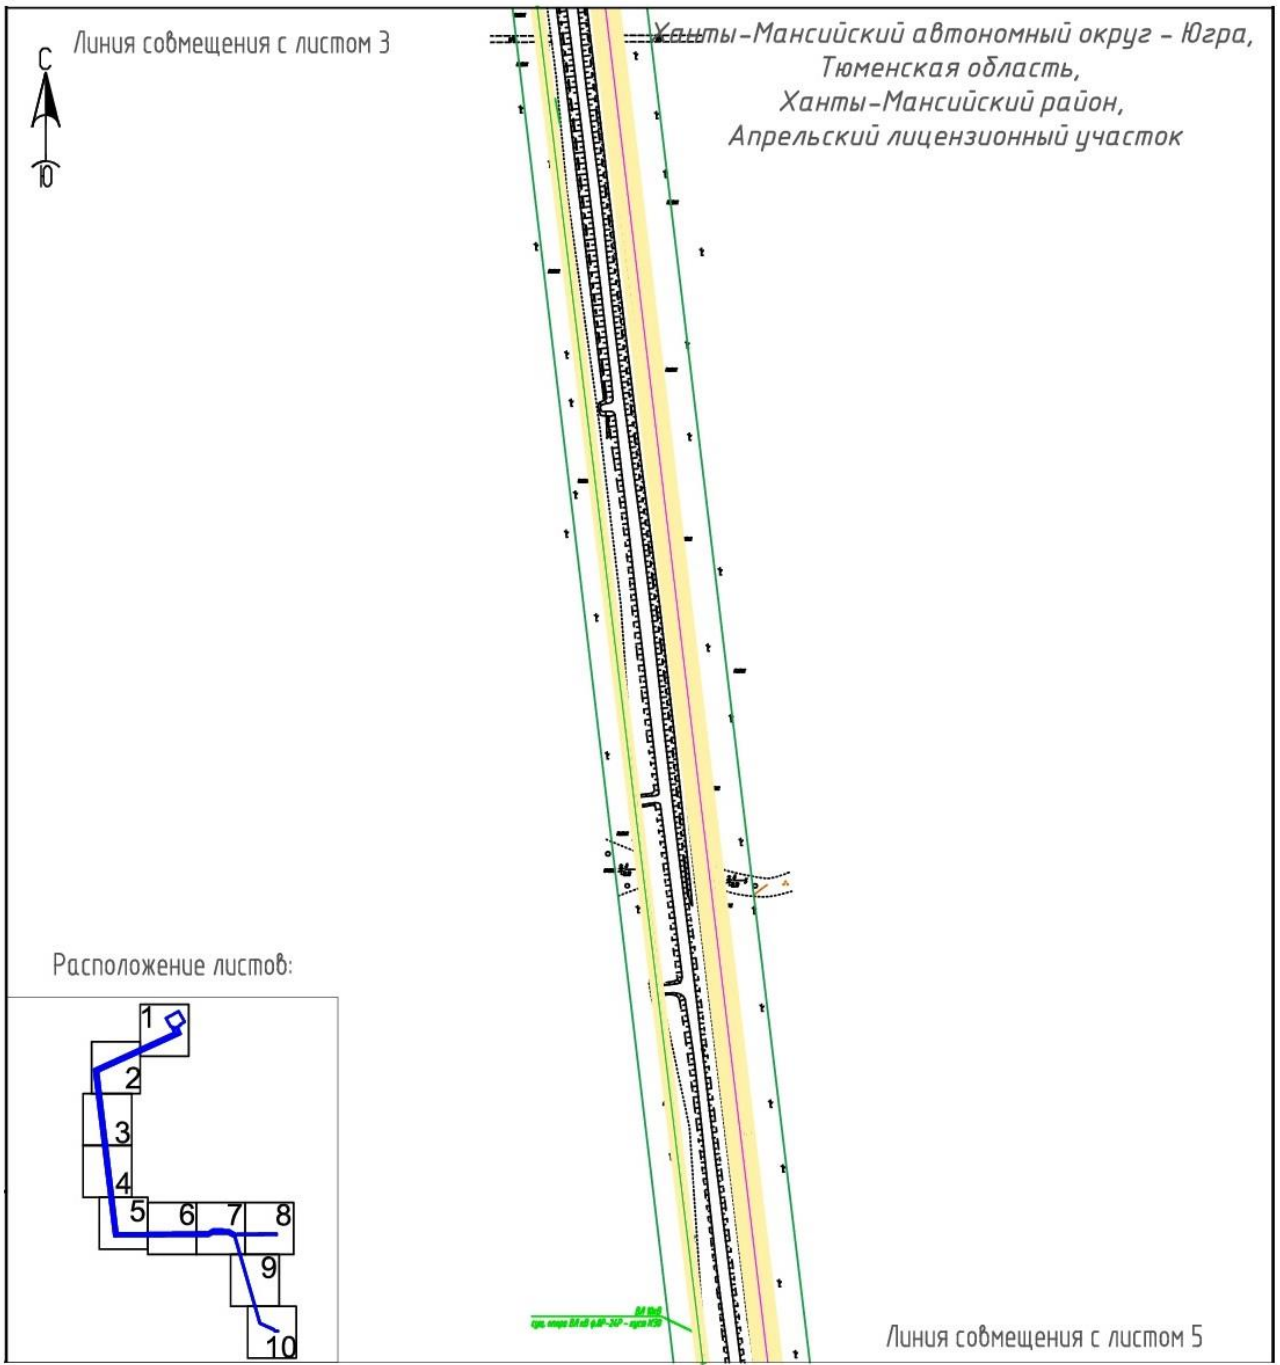 Линия совмещения с листом 3
Ханты-Мансийский автономный округ - Югра,
Тюменская область,
Ханты-Мансийский район,
Апрельский лицензионный участок
С
Ю
Расположение листов:
1
2
3
4
5 6 7 8
9
10
Линия совмещения с листом 5